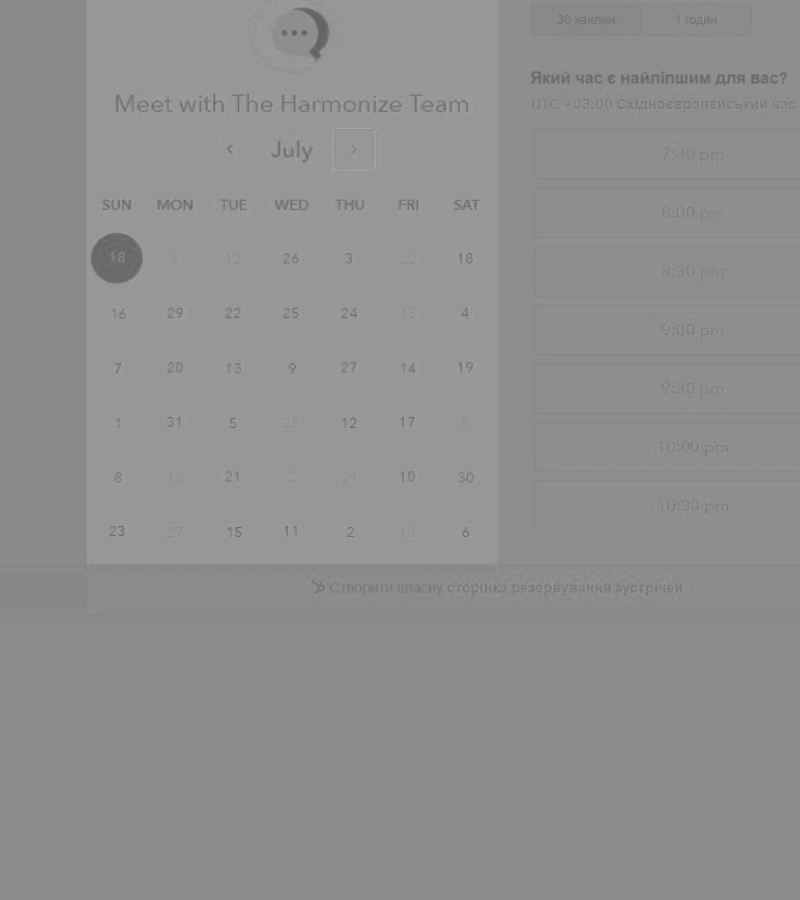 30 хвилин 1 годин
Який час є найліпшим для вас?
UTC +03:00 Східноєвропейський час
Meet with The Harmonize Team
July
SUN MON TUE WED THU FRI SAT
18 6 12 26 3 22 18
16 29 22 25 24 15 4
7 20 13 9 27 14 19
1 31 5 25 12 17 5
8 18 21 2 21 10 30
23 27 15 11 2 18 6
7:30 pm
8:00 pm
8:30 pm
9:00 pm
9:30 pm
10:00 pm
10:30 pm
Створити власну сторінка резервування зустрічей